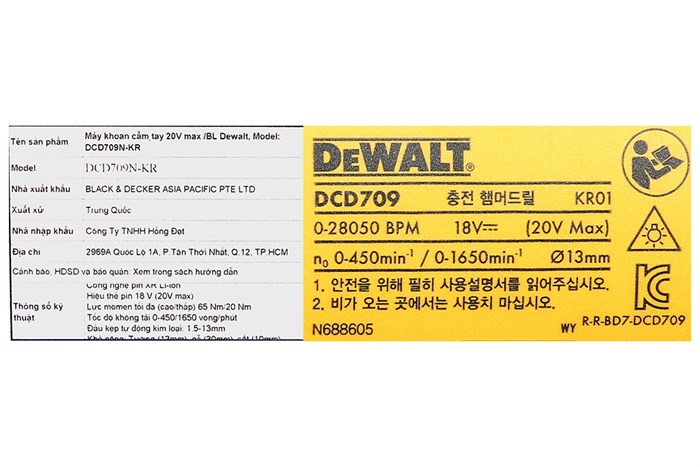 Tên sản phẩm
Máy khoan cầm tay 20V max /BL Dewalt, Model:
DCD709N-KR
Model
DCD709N-KR
Nhà xuất khẩu
BLACK & DECKER ASIA PACIFIC PTE LTD
Xuất xứ
Trung Quốc
Nhà nhập khẩu
Công Ty TNHH Hồng Đạt
Địa chỉ
2969A Quốc Lộ 1A, P.Tân Thới Nhất, Q.12, TP.HCM
Cảnh báo, HDSD và bảo quản: Xem trong sách hướng dẫn
Thông số kỹ
thuật
Công nghệ pin XR Li-ion
Hiệu thế pin 18 V (20V max)
Lực momen tối đa (cao/thấp) 65 Nm/20 Nm
Tốc độ không tải 0-450/1650 vòng/phút
Đầu kẹp tự động kim loại: 1.5-13mm
Khả năng: Tường (13mm), gỗ (30mm), sắt (10mm)
DEWALT
DCD709 충전 햄머드릴 KR01
0-28050 BPM 18V (20V Max)
n₀ 0-450min⁻¹ / 0-1650min⁻¹ Ø13mm
1. 안전을 위해 필히 사용설명서를 읽어주십시오.
2. 비가 오는 곳에서는 사용치 마십시오.
N688605 WY R-R-BD7-DCD709